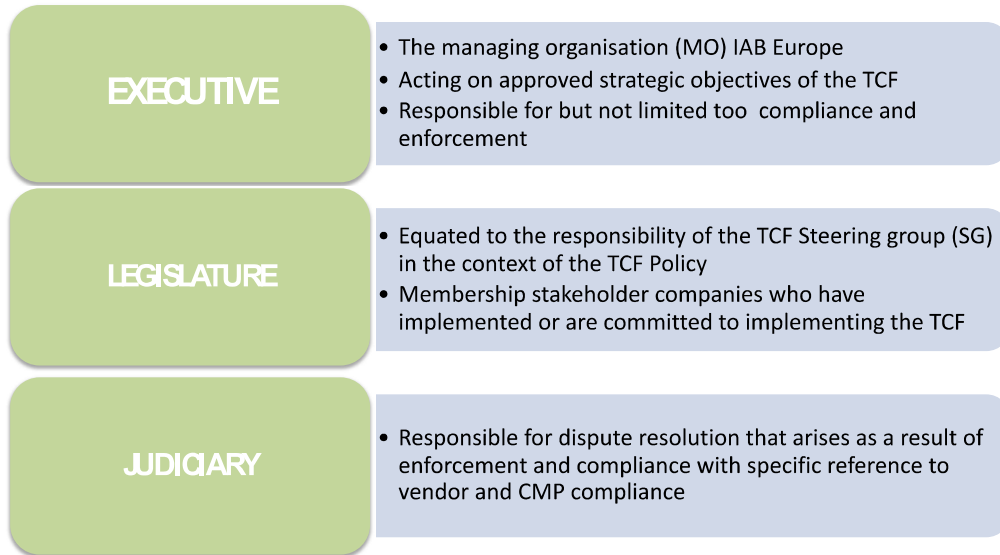 EXECUTIVE
• The managing organisation (MO) IAB Europe
• Acting on approved strategic objectives of the TCF
• Responsible for but not limited too  compliance and
enforcement
LEGISLATURE
• Equated to the responsibility of the TCF Steering group (SG)
in the context of the TCF Policy
• Membership stakeholder companies who have
implemented or are committed to implementing the TCF
JUDICIARY
• Responsible for dispute resolution that arises as a result of
enforcement and compliance with specific reference to
vendor and CMP compliance